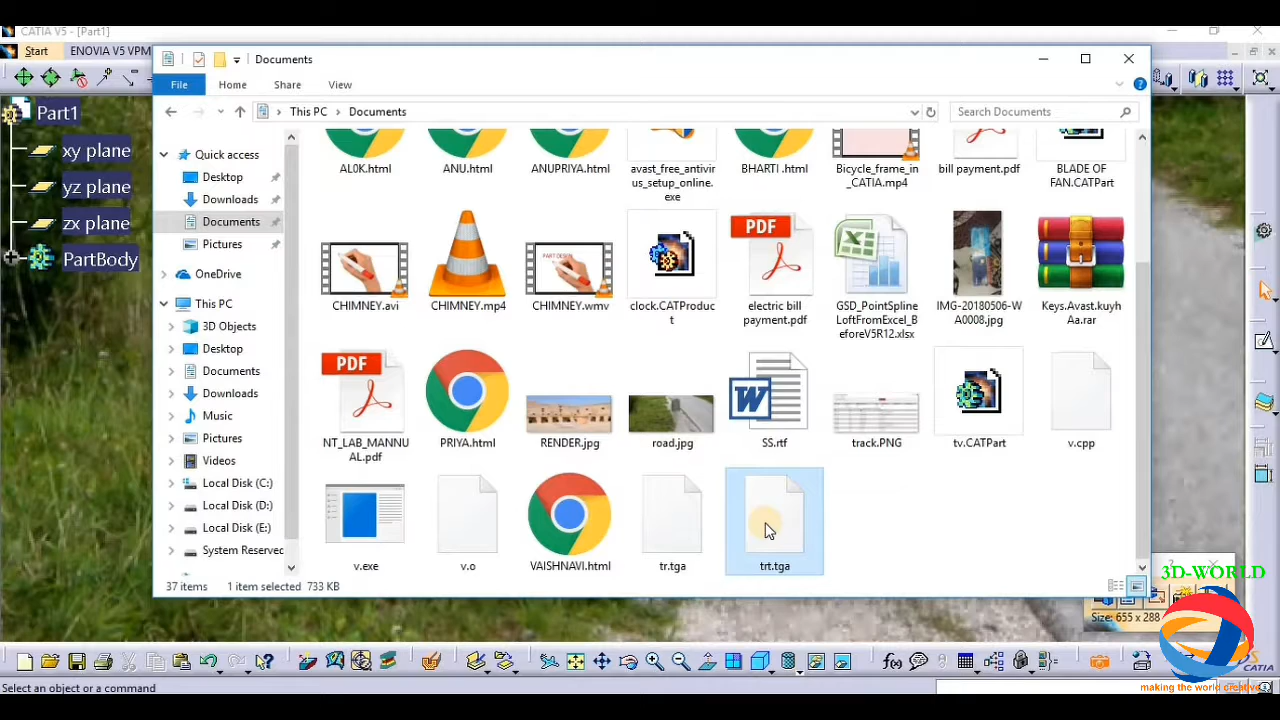 CATIA V5 - [Part1]
Start
ENOVIA V5 VPM
Documents
File
Home
Share
View
This PC
Documents
Search Documents
Part1
xy plane
yz plane
zx plane
PartBody
Quick access
Desktop
Downloads
Documents
Pictures
OneDrive
This PC
3D Objects
Desktop
Documents
Downloads
Music
Pictures
Videos
Local Disk (C:)
Local Disk (D:)
Local Disk (E:)
System Reserved
AL0K.html
ANU.html
ANUPRIYA.html
avast_free_antivir
us_setup_online.
exe
BHARTI .html
Bicycle_frame_in
_CATIA.mp4
bill payment.pdf
BLADE OF
FAN.CATPart
CHIMNEY.avi
CHIMNEY.mp4
PART DESIGN
CHIMNEY.wmv
clock.CATProduc
t
PDF
electric bill
payment.pdf
GSD_PointSpline
LoftFromExcel_B
eforeV5R12.xlsx
IMG-20180506-W
A0008.jpg
Keys.Avast.kuyh
Aa.rar
PDF
NT_LAB_MANNU
AL.pdf
PRIYA.html
RENDER.jpg
road.jpg
W
SS.rtf
track.PNG
tv.CATPart
v.cpp
v.exe
v.o
VAISHNAVI.html
tr.tga
trt.tga
37 items
1 item selected 733 KB
3D-WORLD
Size: 655 x 288
making the world creative
CATIA
Select an object or a command